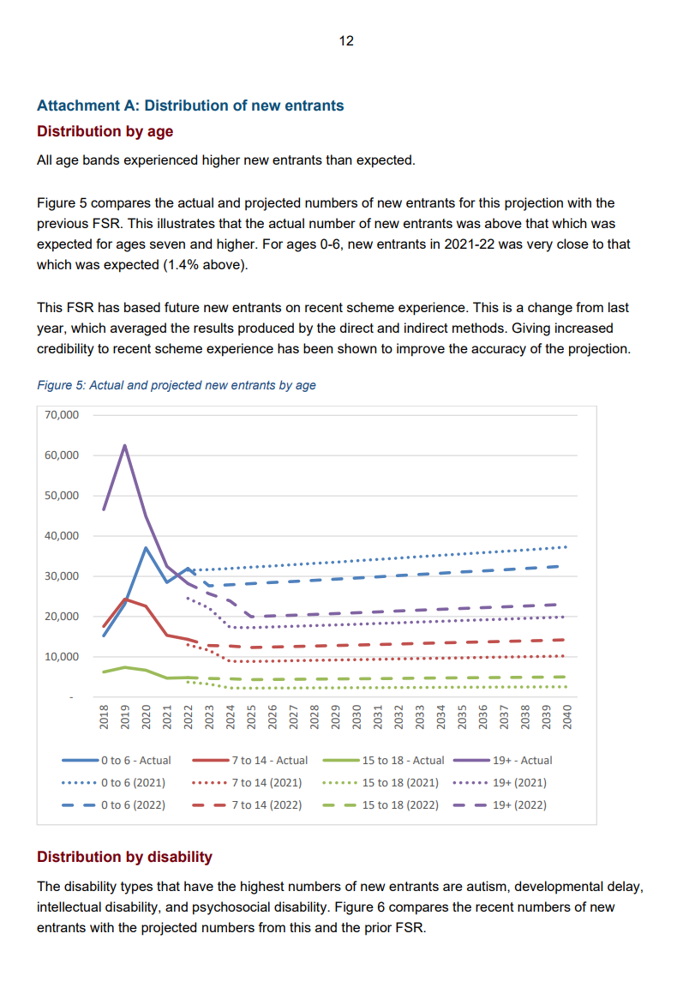 12
Attachment A: Distribution of new entrants
Distribution by age
All age bands experienced higher new entrants than expected.
Figure 5 compares the actual and projected numbers of new entrants for this projection with the
previous FSR. This illustrates that the actual number of new entrants was above that which was
expected for ages seven and higher. For ages 0-6, new entrants in 2021-22 was very close to that
which was expected (1.4% above).
This FSR has based future new entrants on recent scheme experience. This is a change from last
year, which averaged the results produced by the direct and indirect methods. Giving increased
credibility to recent scheme experience has been shown to improve the accuracy of the projection.
Figure 5: Actual and projected new entrants by age
70,000
60,000
50,000
40,000
30,000
20,000
10,000
-
2018 2019 2020 2021 2022 2023 2024 2025 2026 2027 2028 2029 2030 2031 2032 2033 2034 2035 2036 2037 2038 2039 2040
0 to 6 - Actual 7 to 14 - Actual 15 to 18 - Actual 19+ - Actual
0 to 6 (2021) 7 to 14 (2021) 15 to 18 (2021) 19+ (2021)
0 to 6 (2022) 7 to 14 (2022) 15 to 18 (2022) 19+ (2022)
Distribution by disability
The disability types that have the highest numbers of new entrants are autism, developmental delay,
intellectual disability, and psychosocial disability. Figure 6 compares the recent numbers of new
entrants with the projected numbers from this and the prior FSR.